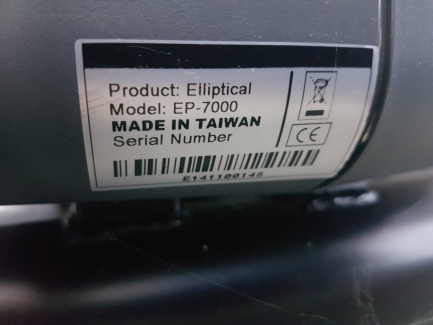 Product: Elliptical
Model: EP-7000
MADE IN TAIWAN
Serial Number
CE
E141100145